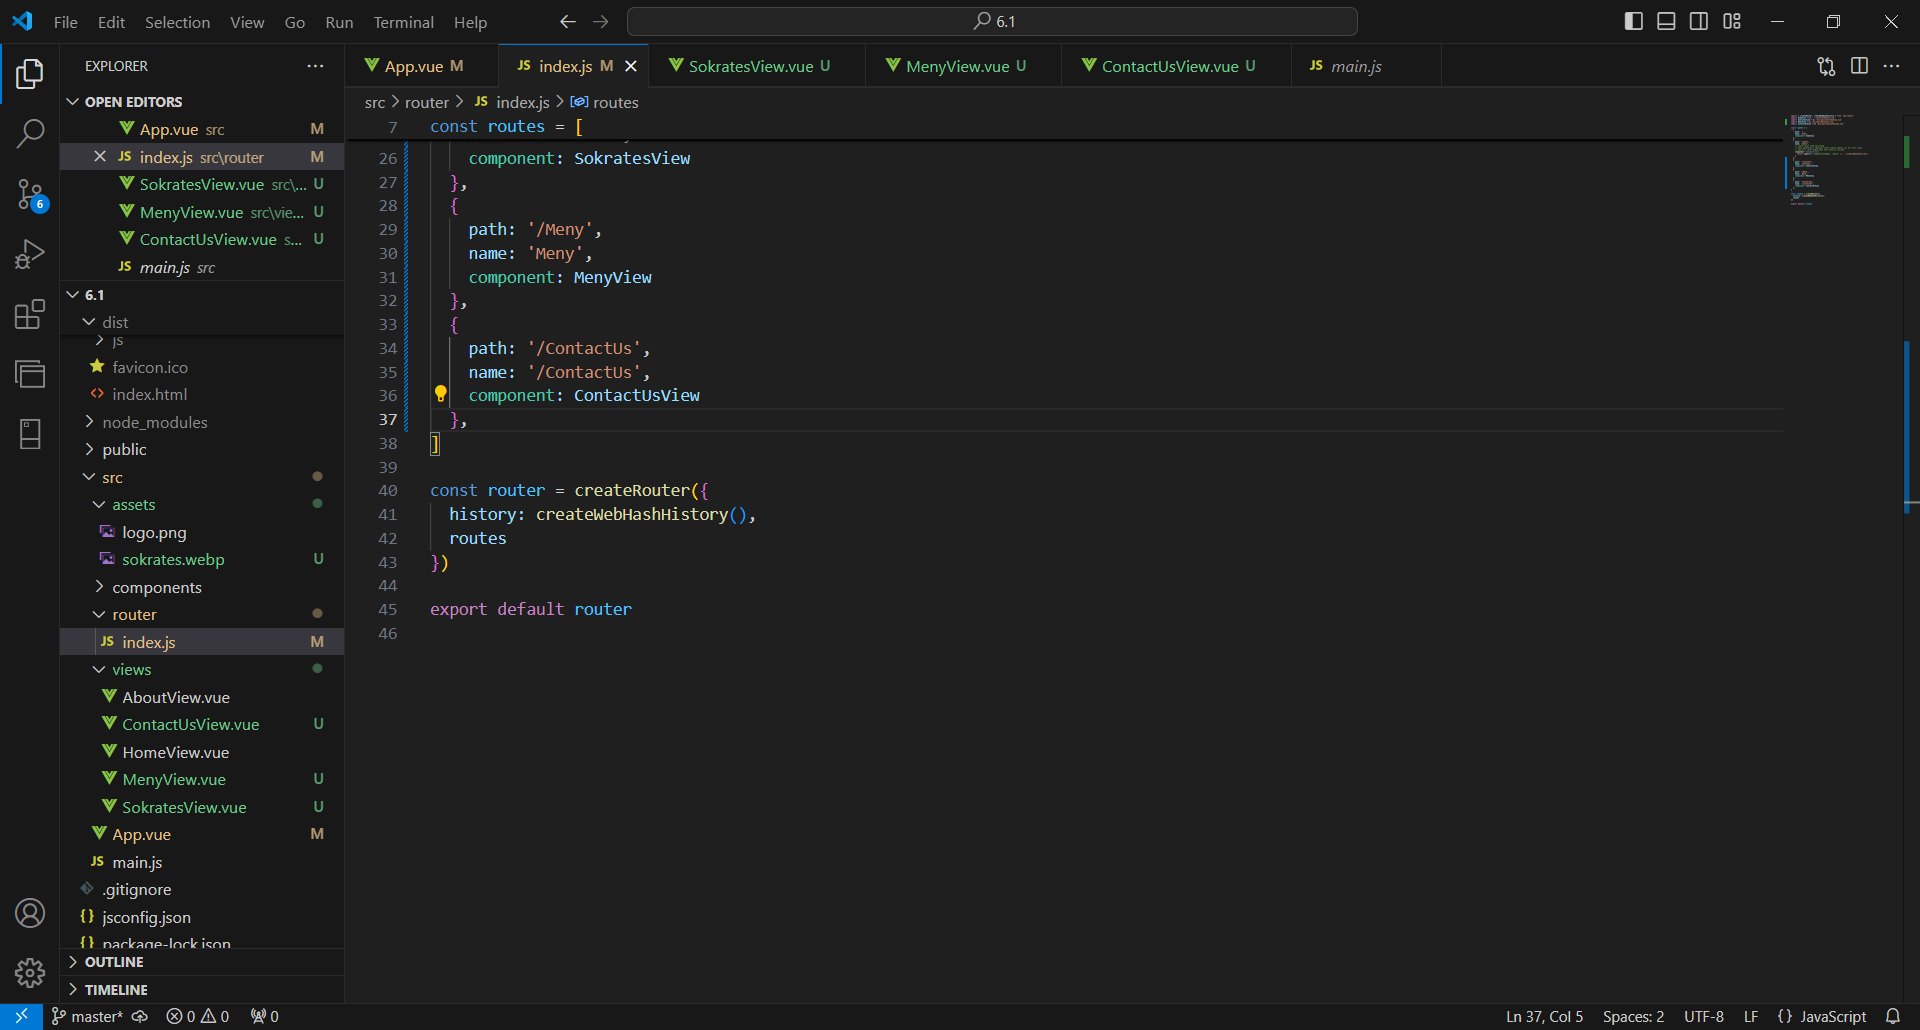 File Edit Selection View Go Run Terminal Help
6.1
EXPLORER
OPEN EDITORS
App.vue src M
index.js src\router M
SokratesView.vue src\... U
MenyView.vue src\vie... U
ContactUsView.vue s... U
main.js src
6.1
dist
js
favicon.ico
index.html
node_modules
public
src
assets
logo.png
sokrates.webp U
components
router
index.js M
views
AboutView.vue
ContactUsView.vue U
HomeView.vue
MenyView.vue U
SokratesView.vue U
App.vue M
main.js
.gitignore
jsconfig.json
package-lock.json
OUTLINE
TIMELINE
6
App.vue M
index.js M
SokratesView.vue U
MenyView.vue U
ContactUsView.vue U
main.js
src > router > JS index.js > routes
7 const routes = [
26 component: SokratesView
27 },
28 {
29 path: '/Meny',
30 name: 'Meny',
31 component: MenyView
32 },
33 {
34 path: '/ContactUs',
35 name: '/ContactUs',
36 component: ContactUsView
37 },
38 ]
39
40 const router = createRouter({
41 history: createWebHashHistory(),
42 routes
43 })
44
45 export default router
46
master* 0 0 0
Ln 37, Col 5 Spaces: 2 UTF-8 LF {} JavaScript